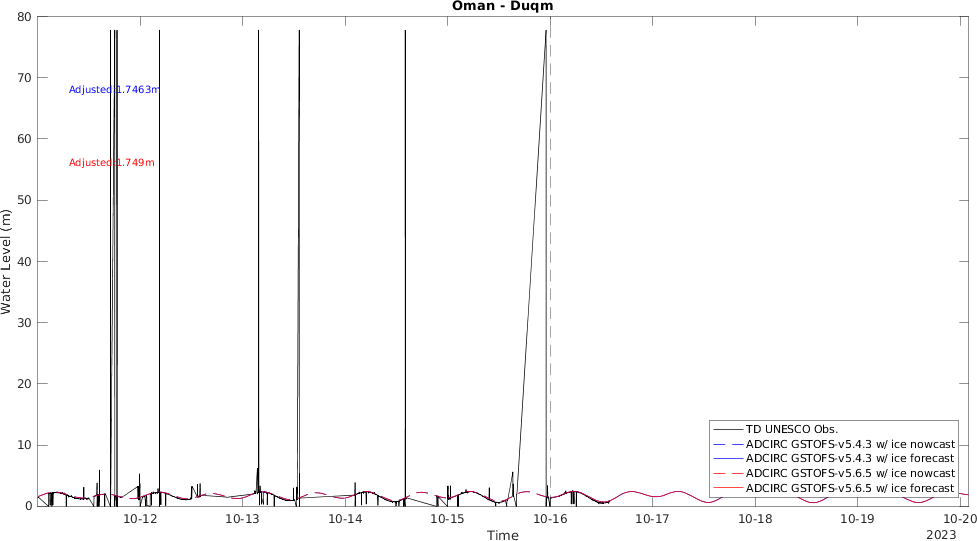 Oman - Duqm
80
70
60
50
40
30
20
10
0
Water Level (m)
Adjusted:1.7463m
Adjusted:1.749m
TD UNESCO Obs.
ADCIRC GSTOFS-v5.4.3 w/ ice nowcast
ADCIRC GSTOFS-v5.4.3 w/ ice forecast
ADCIRC GSTOFS-v5.6.5 w/ ice nowcast
ADCIRC GSTOFS-v5.6.5 w/ ice forecast
10-12 10-13 10-14 10-15 10-16 10-17 10-18 10-19 10-20
Time
2023